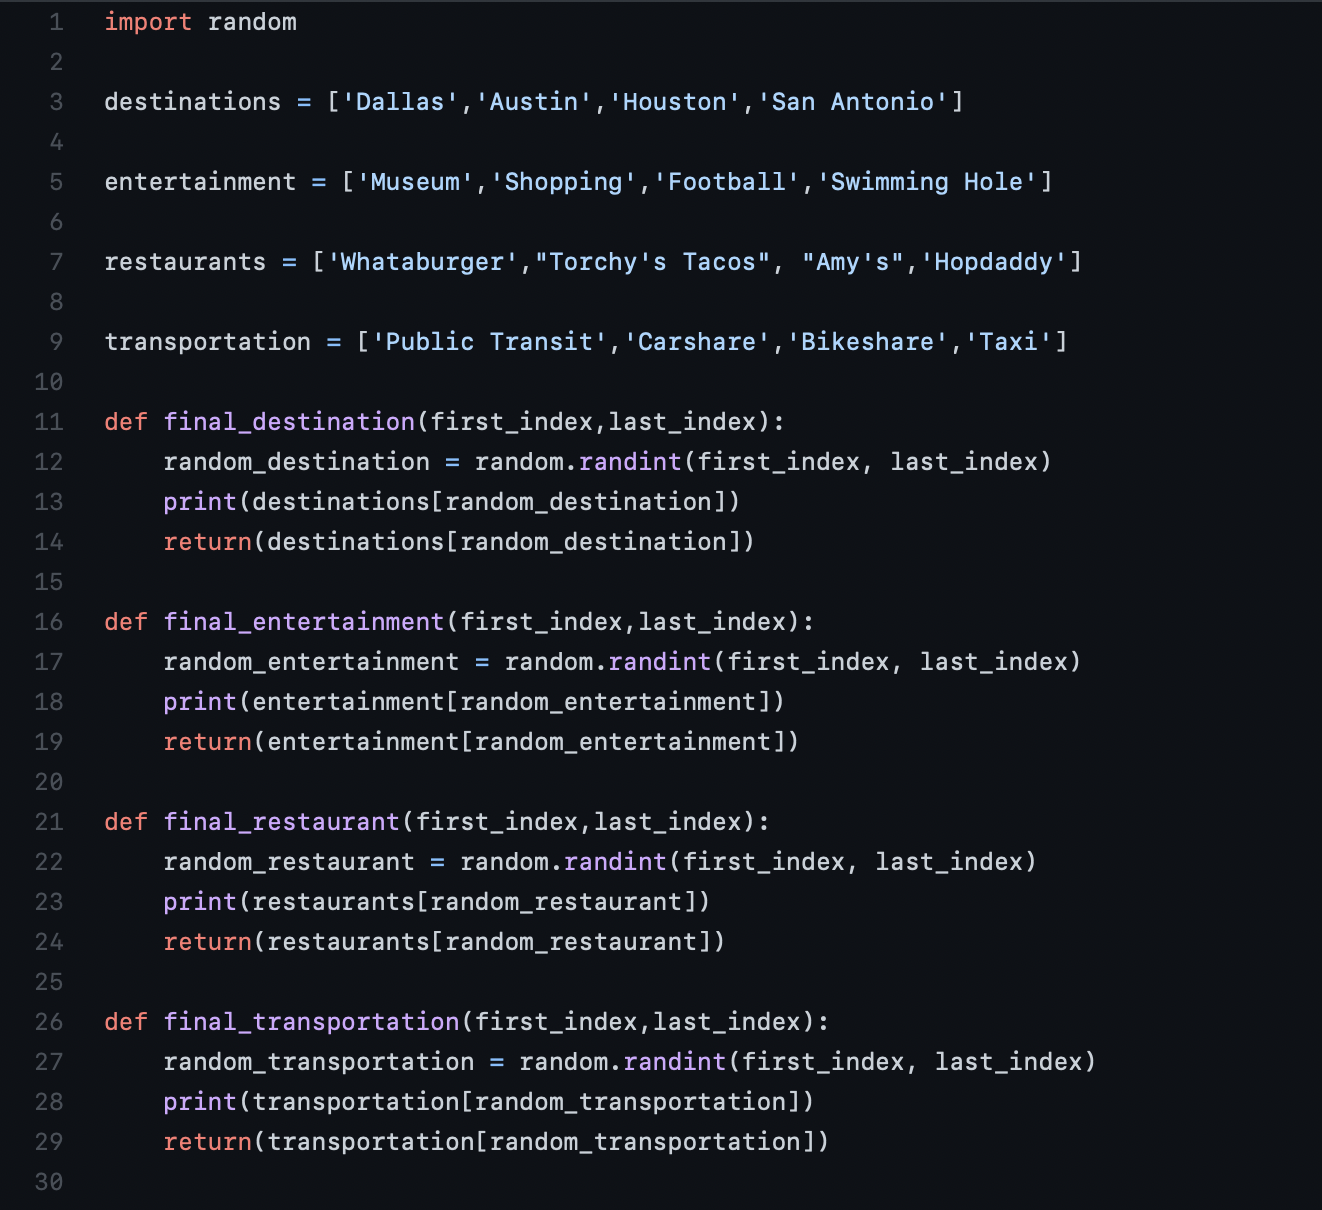 1 import random
2
3 destinations = ['Dallas','Austin','Houston','San Antonio']
4
5 entertainment = ['Museum','Shopping','Football','Swimming Hole']
6
7 restaurants = ['Whataburger',"Torchy's Tacos", "Amy's",'Hopdaddy']
8
9 transportation = ['Public Transit','Carshare','Bikeshare','Taxi']
10
11 def final_destination(first_index,last_index):
12     random_destination = random.randint(first_index, last_index)
13     print(destinations[random_destination])
14     return(destinations[random_destination])
15
16 def final_entertainment(first_index,last_index):
17     random_entertainment = random.randint(first_index, last_index)
18     print(entertainment[random_entertainment])
19     return(entertainment[random_entertainment])
20
21 def final_restaurant(first_index,last_index):
22     random_restaurant = random.randint(first_index, last_index)
23     print(restaurants[random_restaurant])
24     return(restaurants[random_restaurant])
25
26 def final_transportation(first_index,last_index):
27     random_transportation = random.randint(first_index, last_index)
28     print(transportation[random_transportation])
29     return(transportation[random_transportation])
30